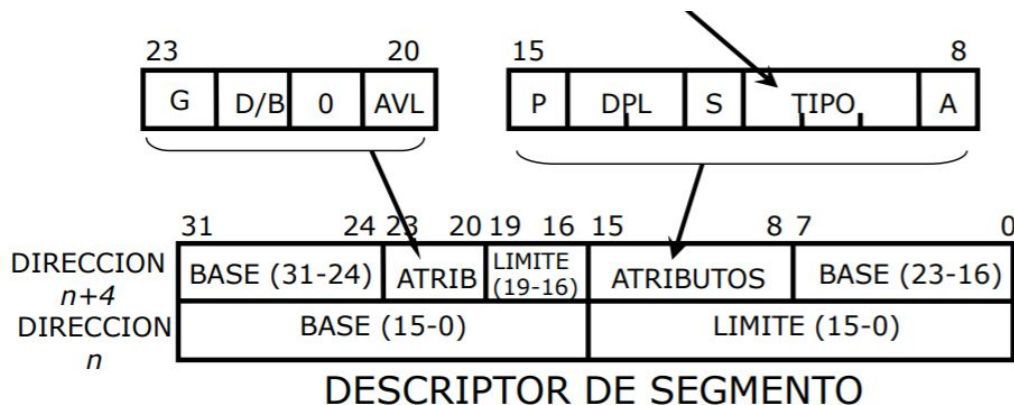 23 20 15 8
G D/B 0 AVL P DPL S TIPO A
31 24 23 20 19 16 15 8 7 0
DIRECCION n+4 BASE (31-24) ATRIB LIMITE (19-16) ATRIBUTOS BASE (23-16)
DIRECCION n BASE (15-0) LIMITE (15-0)
DESCRIPTOR DE SEGMENTO